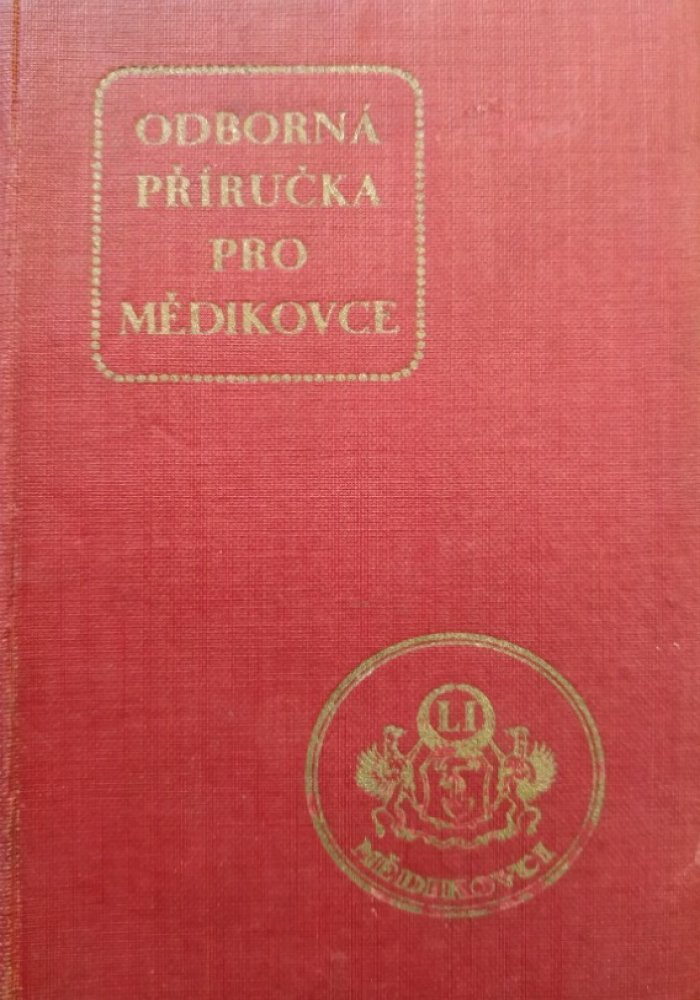 ODBORNÁ
PŘÍRUČKA
PRO
MĚDIKOVCE
LI
MĚDIKOVCI